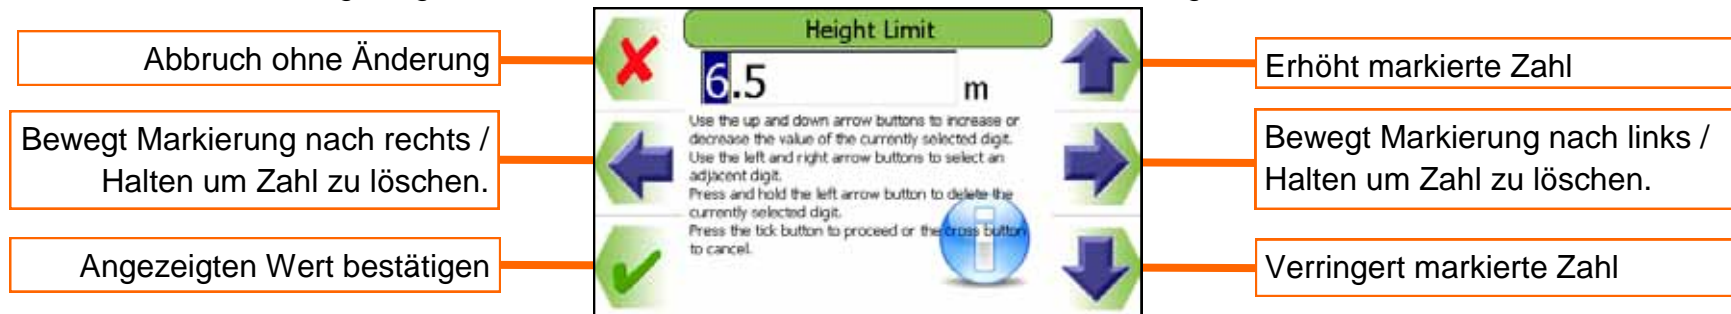 Abbruch ohne Änderung
Bewegt Markierung nach rechts /
Halten um Zahl zu löschen.
Angezeigten Wert bestätigen
Height Limit
6.5 m
Use the up and down arrow buttons to increase or
decrease the value of the currently selected digit.
Use the left and right arrow buttons to select an
adjacent digit.
Press and hold the left arrow button to delete the
currently selected digit.
Press the tick button to proceed or the cross button
to cancel.
Erhöht markierte Zahl
Bewegt Markierung nach links /
Halten um Zahl zu löschen.
Verringert markierte Zahl